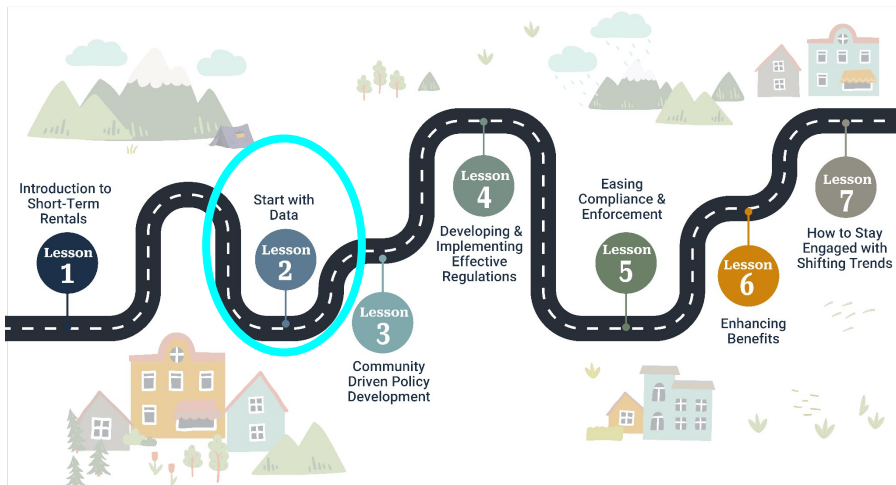 Introduction to
Short-Term
Rentals
Lesson
1
Start with
Data
Lesson
2
Lesson
3
Community
Driven Policy
Development
Lesson
4
Developing &
Implementing
Effective
Regulations
Easing
Compliance &
Enforcement
Lesson
5
Lesson
6
Enhancing
Benefits
Lesson
7
How to Stay
Engaged with
Shifting Trends